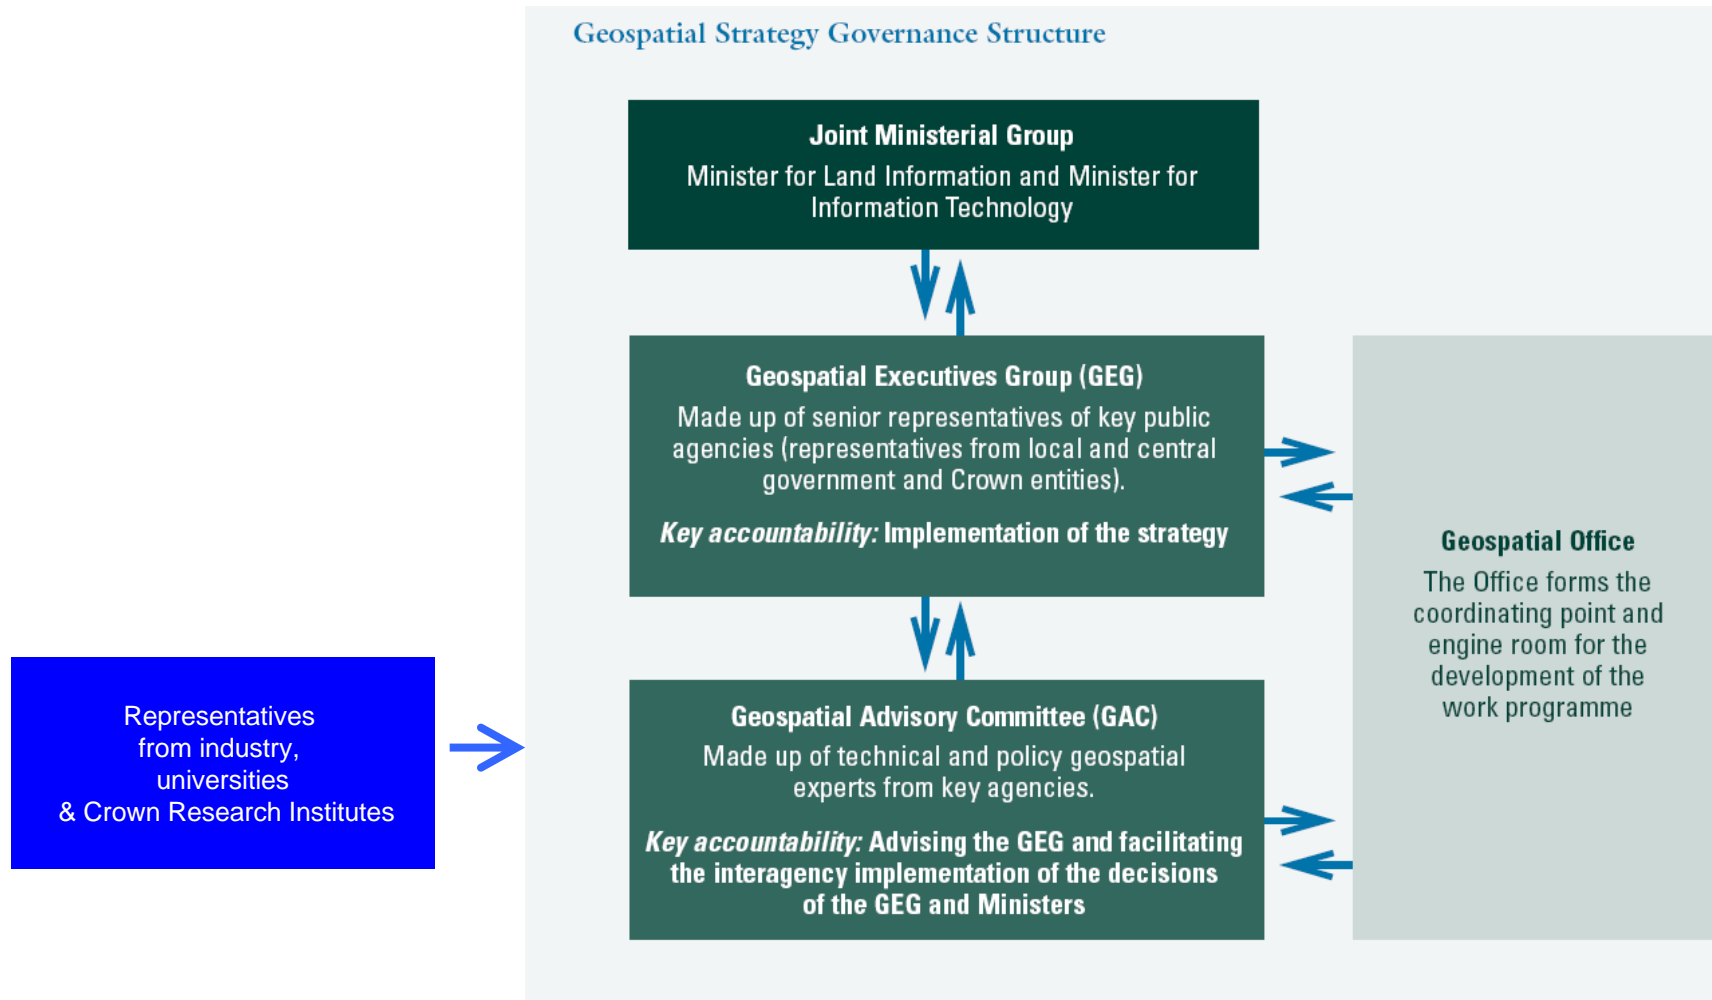 Geospatial Strategy Governance Structure
Joint Ministerial Group
Minister for Land Information and Minister for
Information Technology
Geospatial Executives Group (GEG)
Made up of senior representatives of key public
agencies (representatives from local and central
government and Crown entities).
Key accountability: Implementation of the strategy
Geospatial Office
The Office forms the
coordinating point and
engine room for the
development of the
work programme
Representatives
from industry,
universities
& Crown Research Institutes
Geospatial Advisory Committee (GAC)
Made up of technical and policy geospatial
experts from key agencies.
Key accountability: Advising the GEG and facilitating
the interagency implementation of the decisions
of the GEG and Ministers